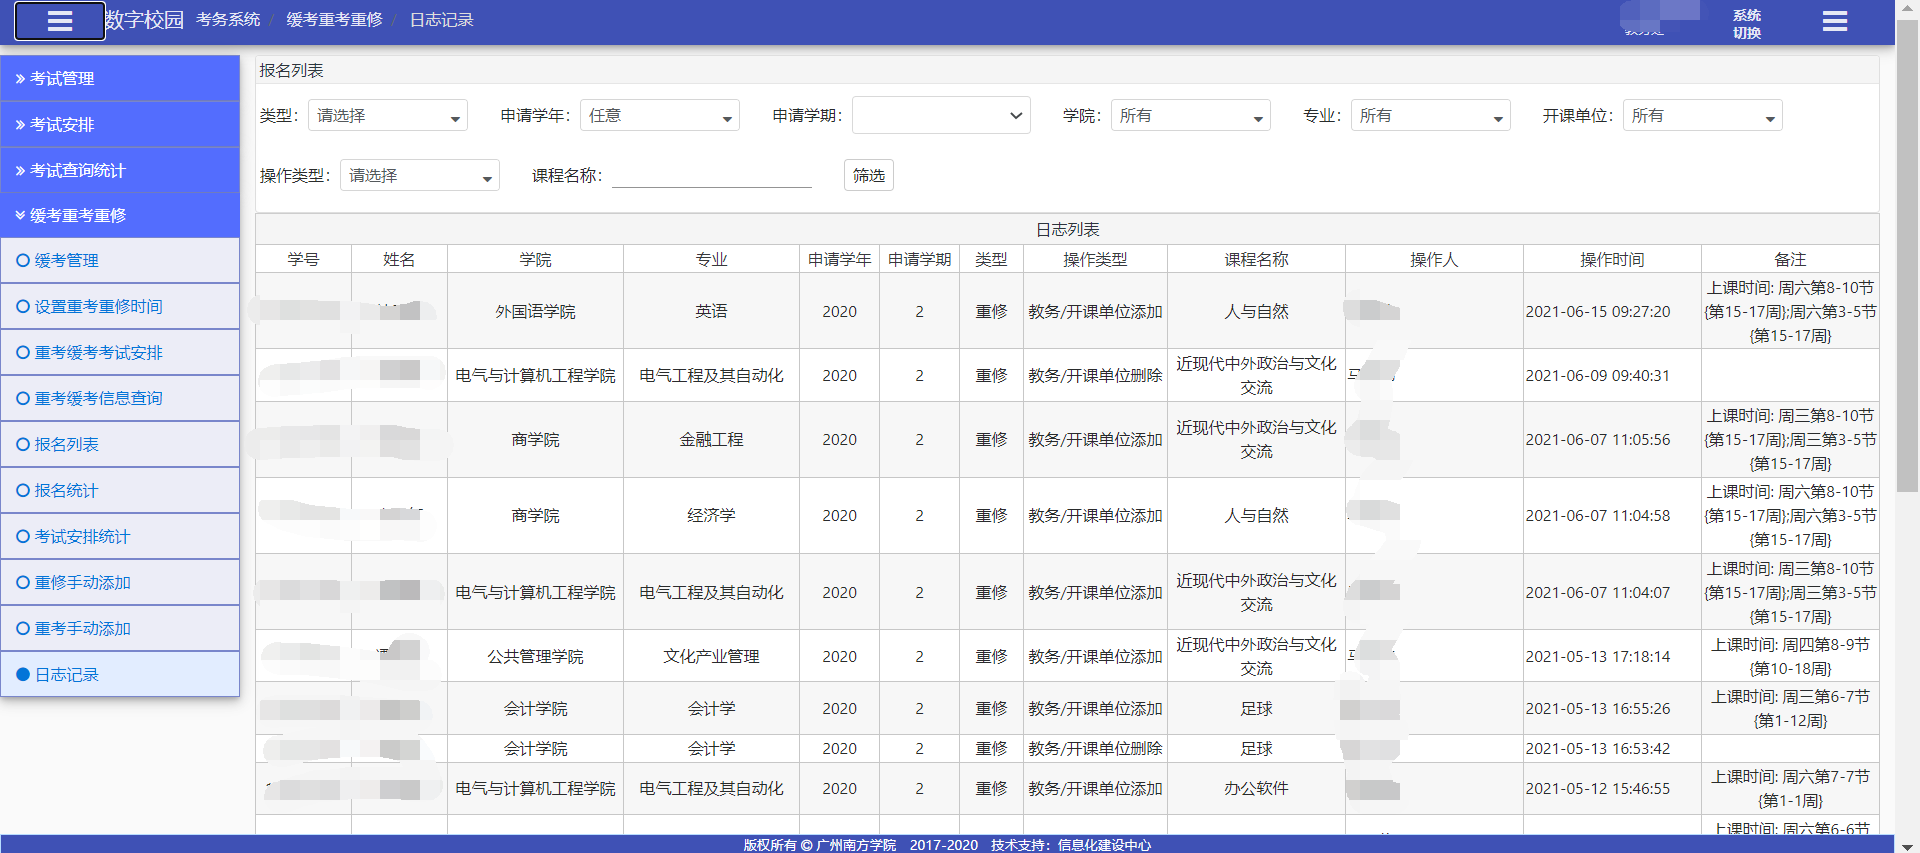 数字校园 考务系统 / 缓考重考重修 / 日志记录
系统
切换
考试管理
考试安排
考试查询统计
缓考重考重修
缓考管理
设置重考重修时间
重考缓考考试安排
重考缓考信息查询
报名列表
报名统计
考试安排统计
重修手动添加
重考手动添加
日志记录
报名列表
类型: 请选择 申请学年: 任意 申请学期: 学院: 所有 专业: 所有 开课单位: 所有
操作类型: 请选择 课程名称: 筛选
日志列表
学号 姓名 学院 专业 申请学年 申请学期 类型 操作类型 课程名称 操作人 操作时间 备注
外国语学院 英语 2020 2 重修 教务/开课单位添加 人与自然 2021-06-15 09:27:20 上课时间: 周六第8-10节
{第15-17周};周六第3-5节
{第15-17周}
电气与计算机工程学院 电气工程及其自动化 2020 2 重修 教务/开课单位删除 近现代中外政治与文化
交流 马 2021-06-09 09:40:31
商学院 金融工程 2020 2 重修 教务/开课单位添加 近现代中外政治与文化
交流 2021-06-07 11:05:56 上课时间: 周三第8-10节
{第15-17周};周三第3-5节
{第15-17周}
商学院 经济学 2020 2 重修 教务/开课单位添加 人与自然 2021-06-07 11:04:58 上课时间: 周六第8-10节
{第15-17周};周六第3-5节
{第15-17周}
电气与计算机工程学院 电气工程及其自动化 2020 2 重修 教务/开课单位添加 近现代中外政治与文化
交流 2021-06-07 11:04:07 上课时间: 周三第8-10节
{第15-17周};周三第3-5节
{第15-17周}
公共管理学院 文化产业管理 2020 2 重修 教务/开课单位添加 近现代中外政治与文化
交流 2021-05-13 17:18:14 上课时间: 周四第8-9节
{第10-18周}
会计学院 会计学 2020 2 重修 教务/开课单位添加 足球 2021-05-13 16:55:26 上课时间: 周三第6-7节
{第1-12周}
会计学院 会计学 2020 2 重修 教务/开课单位删除 足球 2021-05-13 16:53:42
电气与计算机工程学院 电气工程及其自动化 2020 2 重修 教务/开课单位添加 办公软件 2021-05-12 15:46:55 上课时间: 周六第7-7节
{第1-1周}
上课时间: 周六第6-6节
版权所有 © 广州南方学院 2017-2020 技术支持: 信息化建设中心